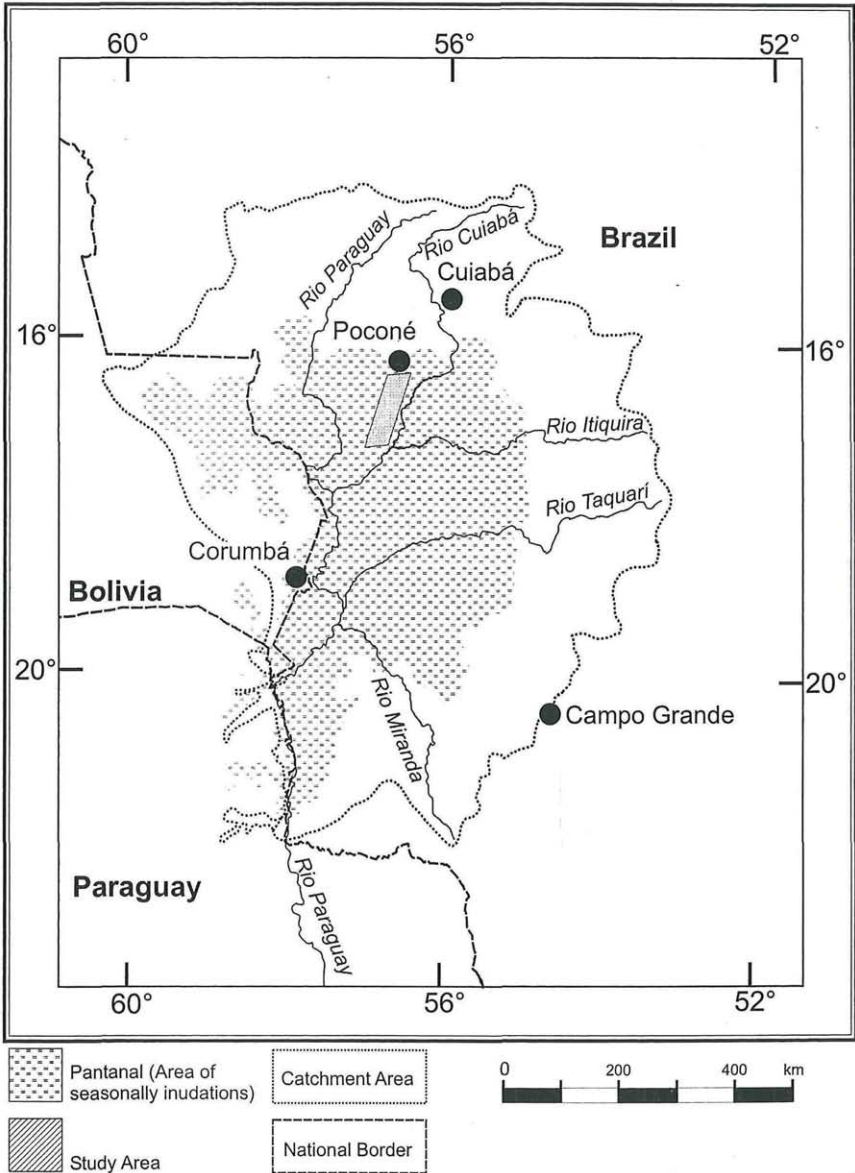 60° 56° 52°
Rio Paraguay
Rio Cuiabá
Brazil
Cuiabá
16° 16°
Poconé
Rio Itiquira
Rio Taquarí
Corumbá
Bolivia
20° 20°
Rio Miranda
Campo Grande
Paraguay
Rio Paraguay
60° 56° 52°
Pantanal (Area of
seasonally inudations)
Catchment Area
0 200 400 km
Study Area
National Border